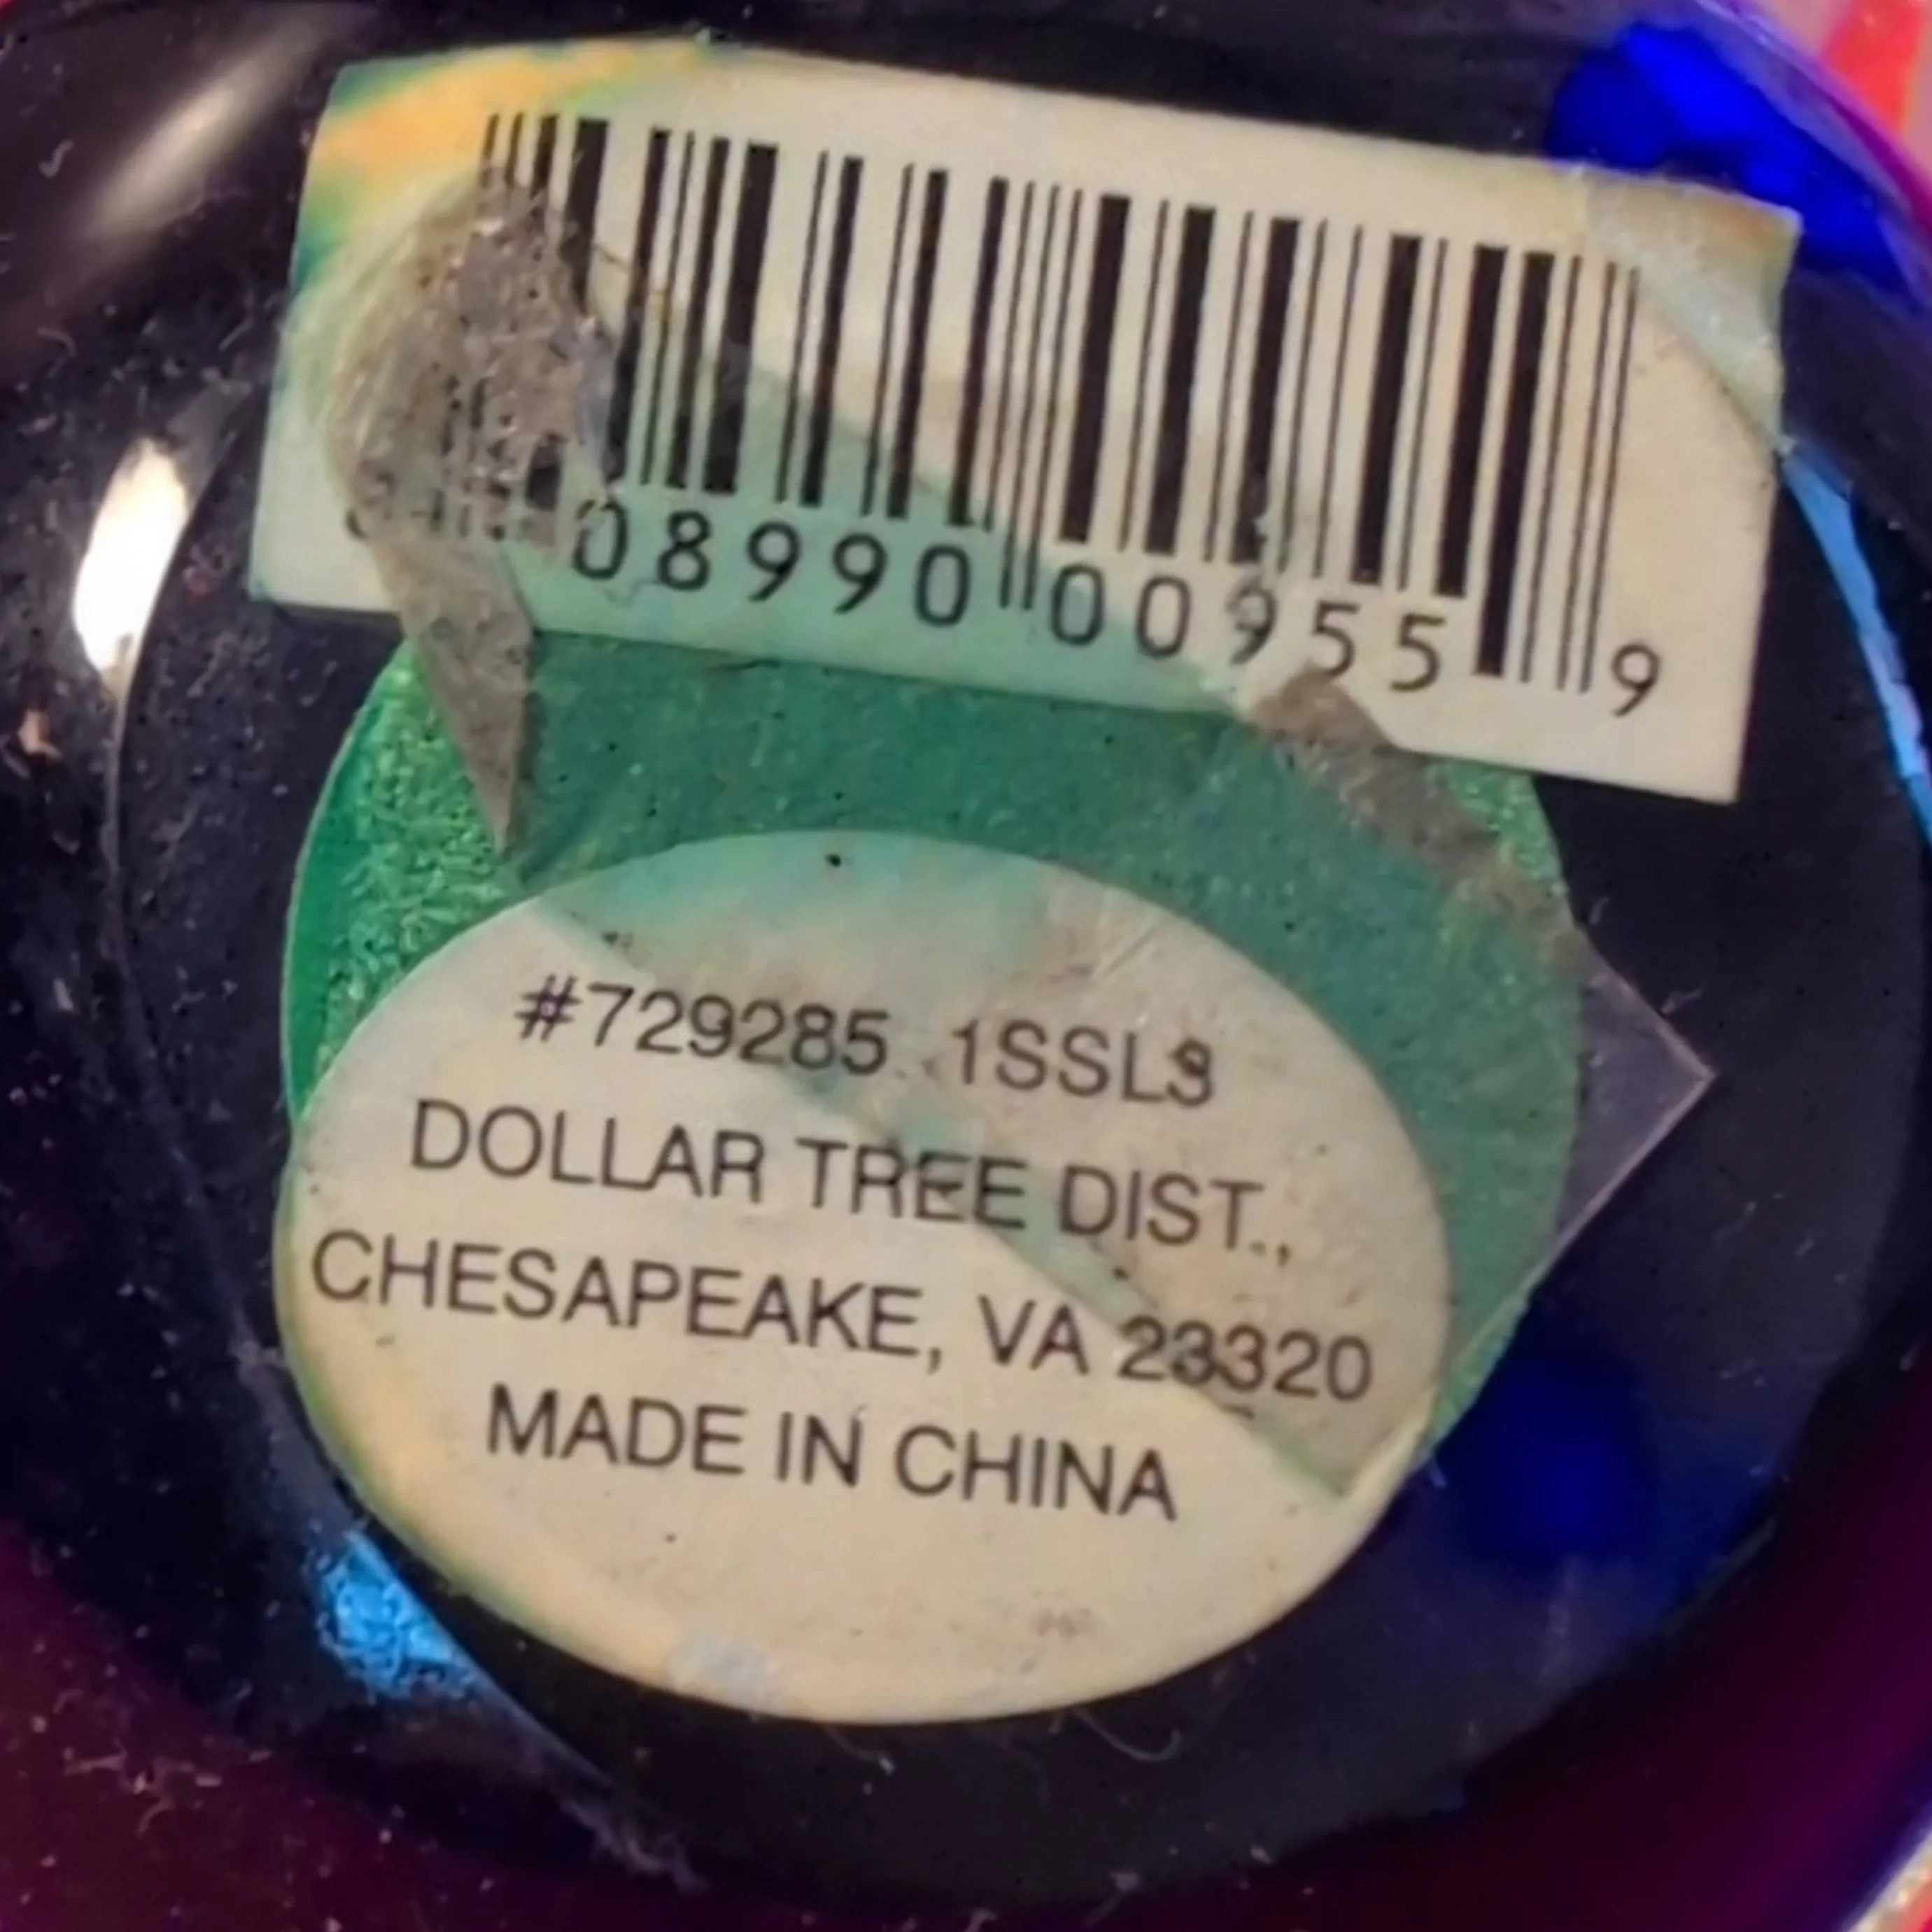 08990 00955 9
#729285 1SSL3
DOLLAR TREE DIST.,
CHESAPEAKE, VA 23320
MADE IN CHINA